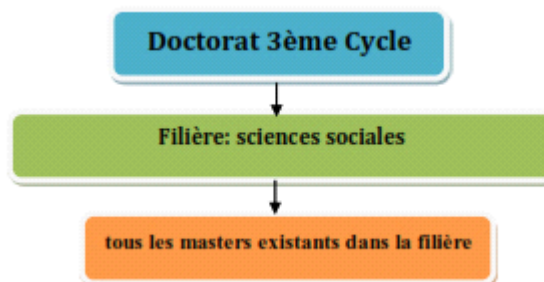 Doctorat 3ème Cycle
Filière: sciences sociales
tous les masters existants dans la filière